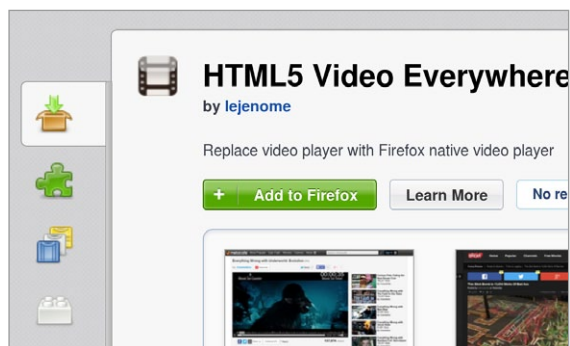 HTML5 Video Everywhere
by lejenome
Replace video player with Firefox native video player
+ Add to Firefox
Learn More
No re